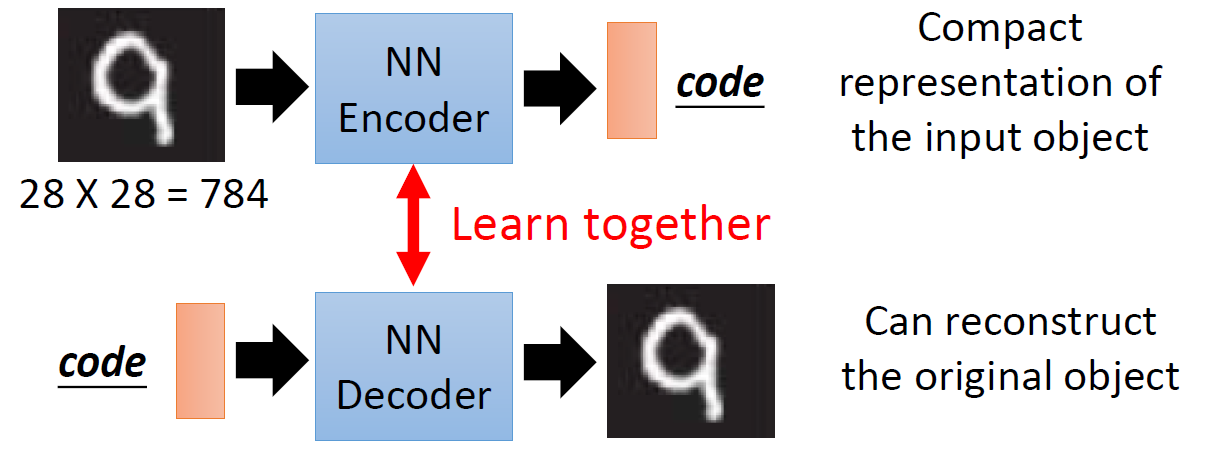 NN
Encoder
code
Compact
representation of
the input object
28 X 28 = 784
Learn together
code
NN
Decoder
Can reconstruct
the original object